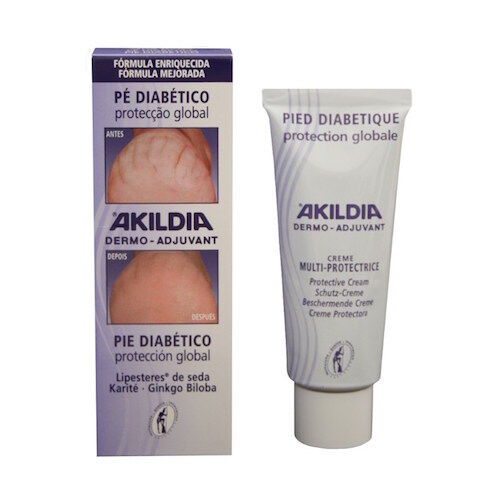 PIE DIABÉTICO
FÓRMULA ENRIQUECIDA
FÓRMULA MEJORADA
PÉ DIABÉTICO
protecção global
ANTES
AKILDIA
DERMO-ADJUVANT
DEPOIS
DESPUÉS
PIE DIABÉTICO
protección global
Lipesteres® de seda
Karité · Ginkgo Biloba
PIED DIABETIQUE
protection globale
AKILDIA
DERMO-ADJUVANT
CREME
MULTI-PROTECTRICE
Protective Cream
Schutz-Creme
Beschermende Creme
Creme Protectora